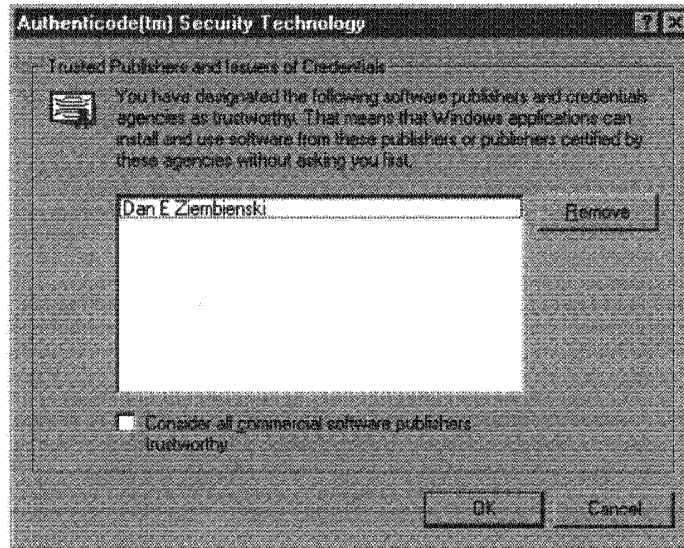 Authenticode(tm) Security Technology
? X
Trusted Publishers and Issuers of Credentials
You have designated the following software publishers and credentials
agencies as trustworthy. That means that Windows applications can
install and use software from these publishers or publishers certified by
these agencies without asking you first.
Dan E Ziembienski
Remove
Consider all commercial software publishers
trustworthy
OK Cancel